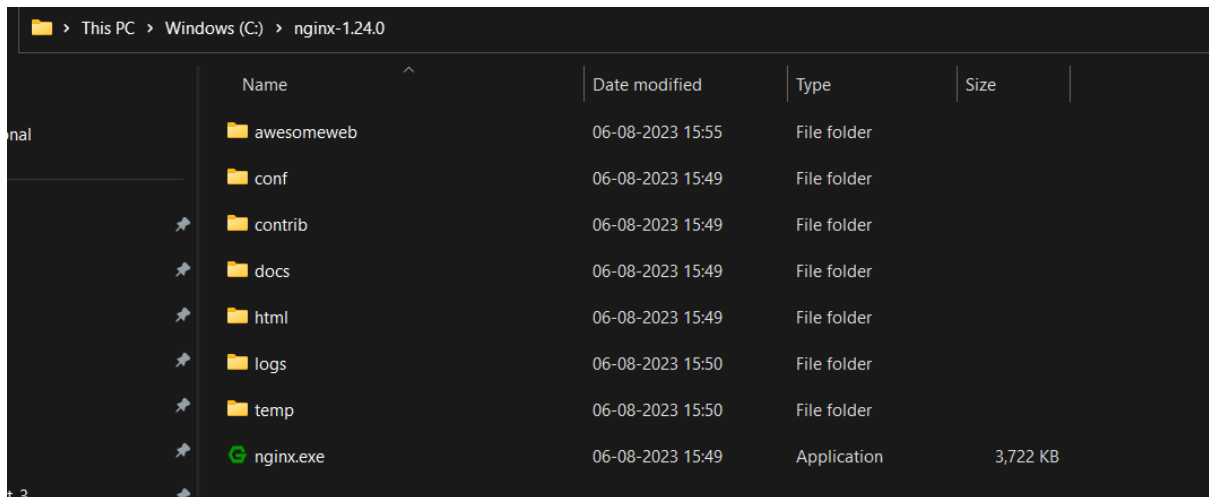 This PC > Windows (C:) > nginx-1.24.0
Name Date modified Type Size
onal
awesomeweb 06-08-2023 15:55 File folder
conf 06-08-2023 15:49 File folder
contrib 06-08-2023 15:49 File folder
docs 06-08-2023 15:49 File folder
html 06-08-2023 15:49 File folder
logs 06-08-2023 15:50 File folder
temp 06-08-2023 15:50 File folder
nginx.exe 06-08-2023 15:49 Application 3,722 KB